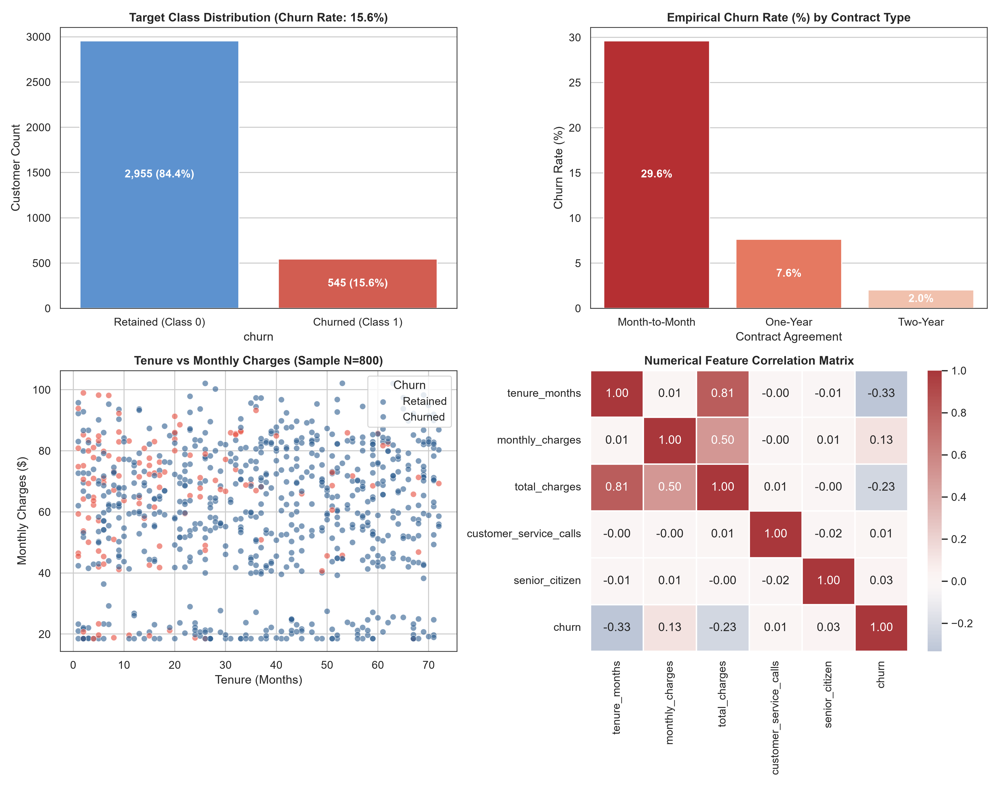 Target Class Distribution (Churn Rate: 15.6%)
3000
2500
2000
1500
1000
500
0
Customer Count
2,955 (84.4%)
545 (15.6%)
Retained (Class 0)
Churned (Class 1)
churn
Empirical Churn Rate (%) by Contract Type
30
25
20
15
10
5
0
Churn Rate (%)
29.6%
7.6%
2.0%
Month-to-Month
One-Year
Two-Year
Contract Agreement
Tenure vs Monthly Charges (Sample N=800)
100
80
60
40
20
Monthly Charges ($)
Churn
Retained
Churned
0 10 20 30 40 50 60 70
Tenure (Months)
Numerical Feature Correlation Matrix
tenure_months 1.00 0.01 0.81 -0.00 -0.01 -0.33
monthly_charges 0.01 1.00 0.50 -0.00 0.01 0.13
total_charges 0.81 0.50 1.00 0.01 -0.00 -0.23
customer_service_calls -0.00 -0.00 0.01 1.00 -0.02 0.01
senior_citizen -0.01 0.01 -0.00 -0.02 1.00 0.03
churn -0.33 0.13 -0.23 0.01 0.03 1.00
tenure_months
monthly_charges
total_charges
customer_service_calls
senior_citizen
churn
1.0
0.8
0.6
0.4
0.2
0.0
−0.2